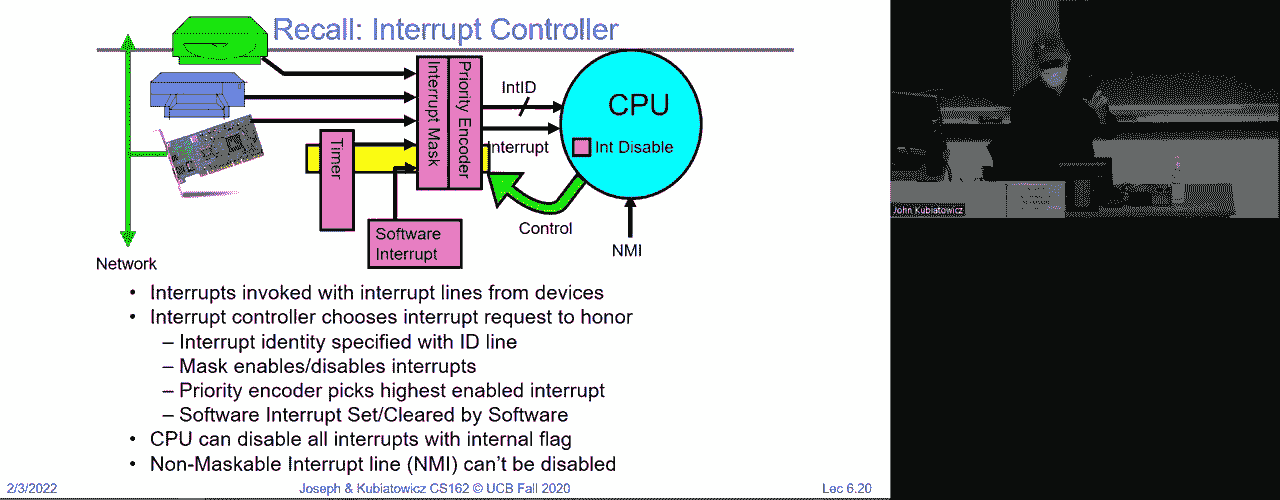 Recall: Interrupt Controller
Interrupt Mask
Priority Encoder
IntID
CPU
Interrupt
Int Disable
Timer
Software
Interrupt
Control
NMI
Network
• Interrupts invoked with interrupt lines from devices
• Interrupt controller chooses interrupt request to honor
– Interrupt identity specified with ID line
– Mask enables/disables interrupts
– Priority encoder picks highest enabled interrupt
– Software Interrupt Set/Cleared by Software
• CPU can disable all interrupts with internal flag
• Non-Maskable Interrupt line (NMI) can't be disabled
2/3/2022
Joseph & Kubiatowicz CS162 © UCB Fall 2020
Lec 6.20
John Kubiatowicz